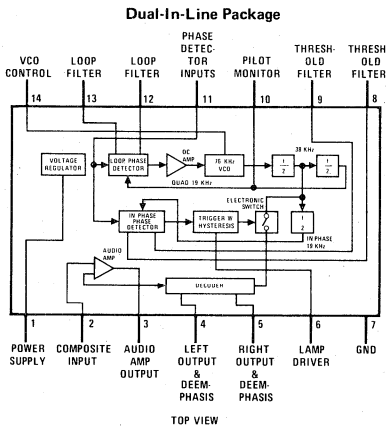 Dual-In-Line Package
VCO
CONTROL
LOOP
FILTER
LOOP
FILTER
PHASE
DETEC-
TOR
INPUTS
PILOT
MONITOR
THRESH-
OLD
FILTER
THRESH
OLD
FILTER
14
13
12
11
10
9
8
VOLTAGE
REGULATOR
LOOP PHASE
DETECTOR
DC
AMP
76 KHz
VCO
1
2
38 KHz
1
2
QUAD 19 KHz
ELECTRONIC
SWITCH
IN PHASE
PHASE
DETECTOR
TRIGGER W
HYSTERESIS
1
2
IN PHASE
19 KHz
AUDIO
AMP
DECODER
1
2
3
4
5
6
7
POWER
SUPPLY
COMPOSITE
INPUT
AUDIO
AMP
OUTPUT
LEFT
OUTPUT
&
DEEM-
PHASIS
RIGHT
OUTPUT
&
DEEM-
PHASIS
LAMP
DRIVER
GND
TOP VIEW